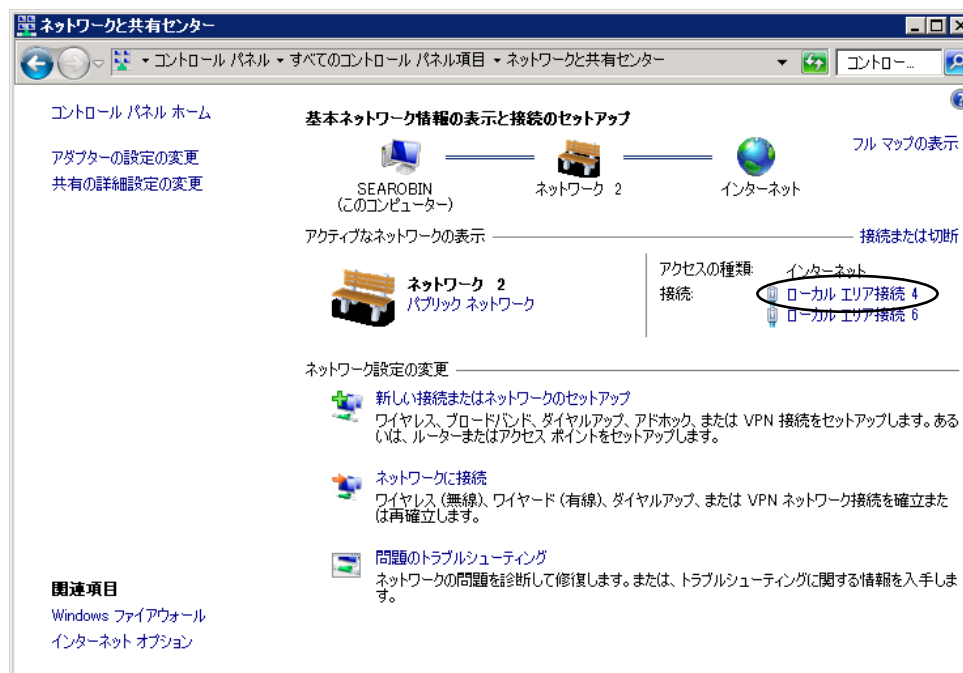 ネットワークと共有センター
コントロール パネル ▾ すべてのコントロール パネル項目 ▾ ネットワークと共有センター
コントロー...
コントロール パネル ホーム
アダプターの設定の変更
共有の詳細設定の変更
基本ネットワーク情報の表示と接続のセットアップ
フル マップの表示
SEAROBIN
(このコンピューター)
ネットワーク 2
インターネット
アクティブなネットワークの表示
接続または切断
ネットワーク 2
パブリック ネットワーク
アクセスの種類: インターネット
接続: ローカル エリア接続 4
ローカル エリア接続 6
ネットワーク設定の変更
新しい接続またはネットワークのセットアップ
ワイヤレス、ブロードバンド、ダイヤルアップ、アドホック、または VPN 接続をセットアップします。ある
いは、ルーターまたはアクセス ポイントをセットアップします。
ネットワークに接続
ワイヤレス (無線)、ワイヤード (有線)、ダイヤルアップ、または VPN ネットワーク接続を確立また
は再確立します。
問題のトラブルシューティング
ネットワークの問題を診断して修復します。または、トラブルシューティングに関する情報を入手しま
す。
関連項目
Windows ファイアウォール
インターネット オプション